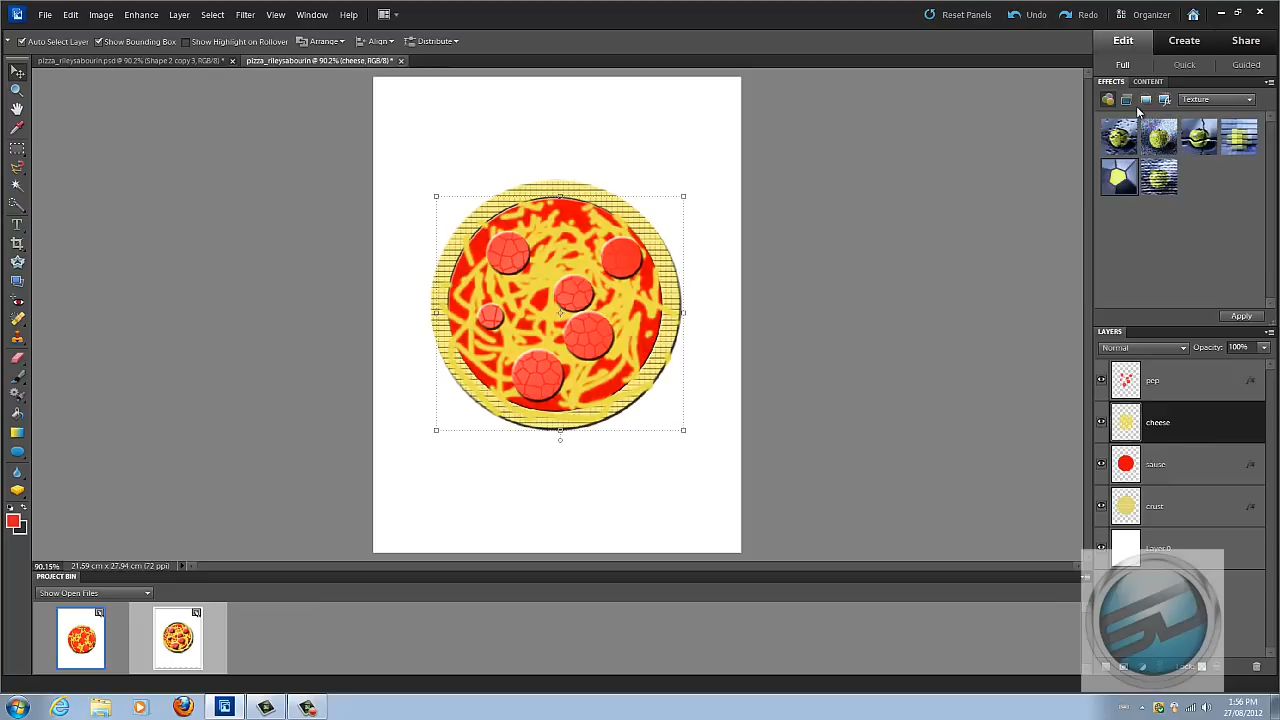 File Edit Image Enhance Layer Select Filter View Window Help Reset Panels Undo Redo Organizer
Auto Select Layer Show Bounding Box Show Highlight on Rollover Arrange Align Distribute Edit Create Share
pizza_rileysabourin.psd @ 90.2% (Shape 2 copy 3, RGB/8) * pizza_rileysabourin @ 90.2% (cheese, RGB/8) * Full Quick Guided
EFFECTS CONTENT
Texture
Apply
LAYERS
Normal Opacity: 100%
pep
cheese
sause
crust
Layer 0
90.15% 21.59 cm x 27.94 cm (72 ppi)
PROJECT BIN
Show Open Files
Lock:
1:56 PM
27/08/2012